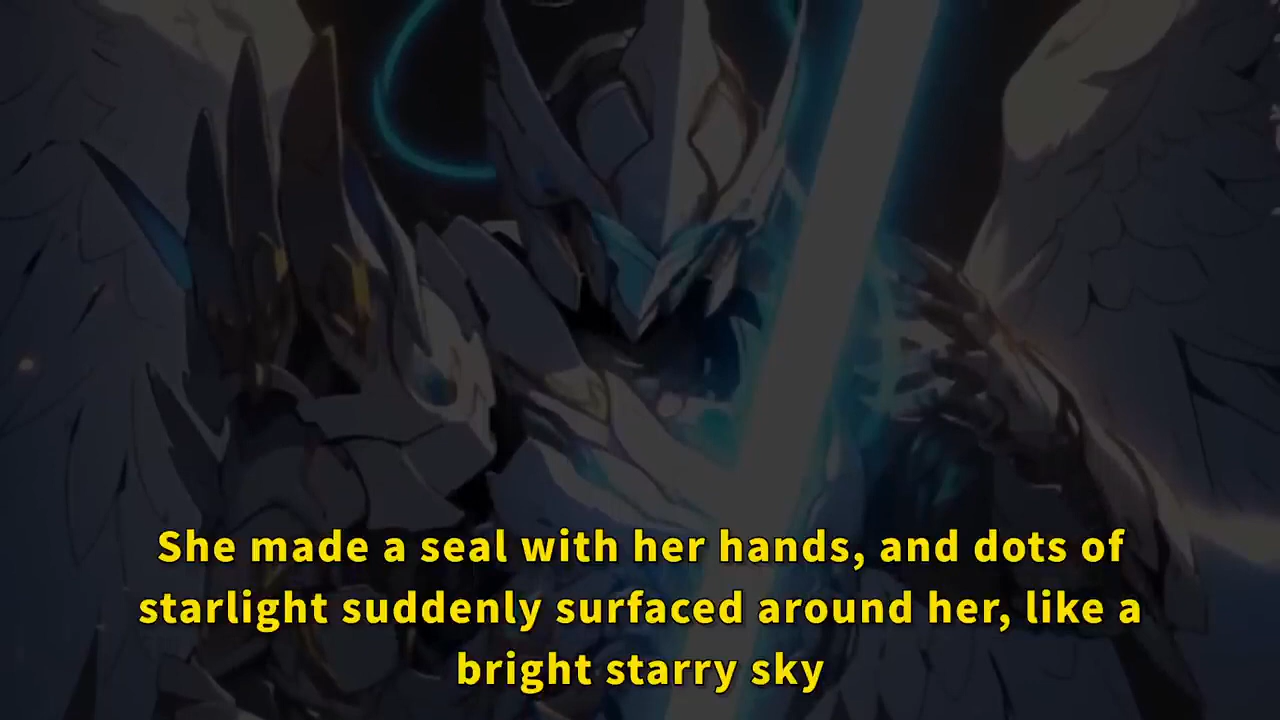 She made a seal with her hands, and dots of
starlight suddenly surfaced around her, like a
bright starry sky